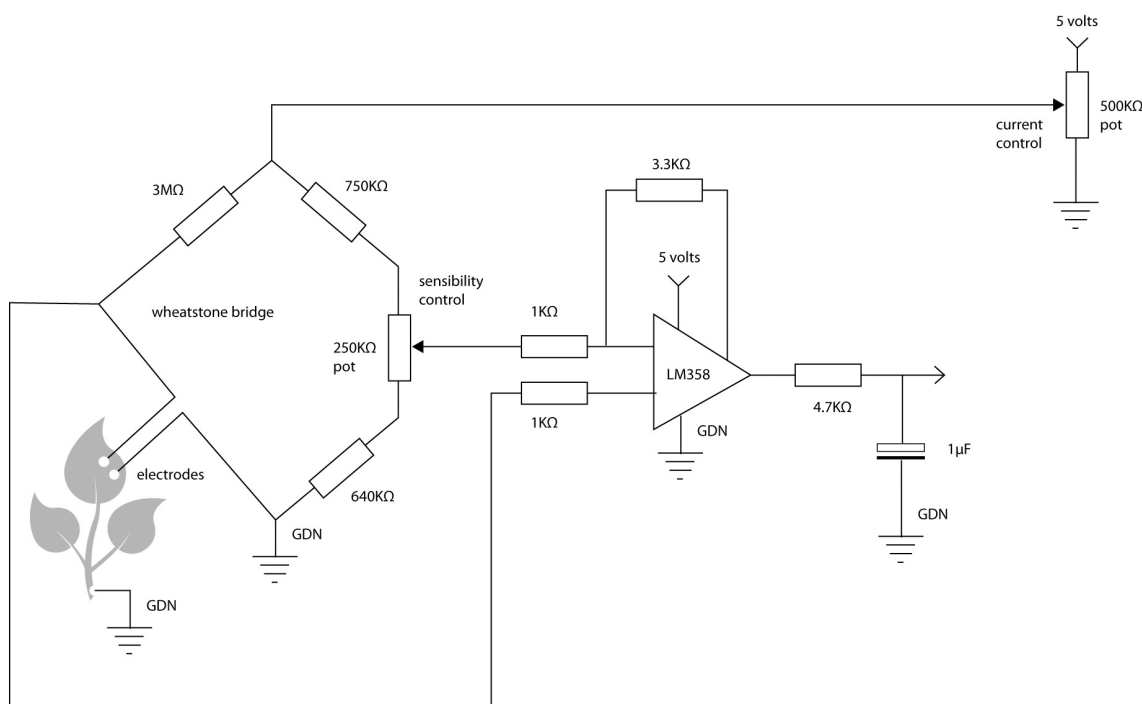 5 volts
500KΩ
pot
current
control
3.3KΩ
3MΩ
750KΩ
5 volts
sensibility
control
wheatstone bridge
1KΩ
250KΩ
pot
LM358
4.7KΩ
1KΩ
GDN
1µF
electrodes
640KΩ
GDN
GDN
GDN